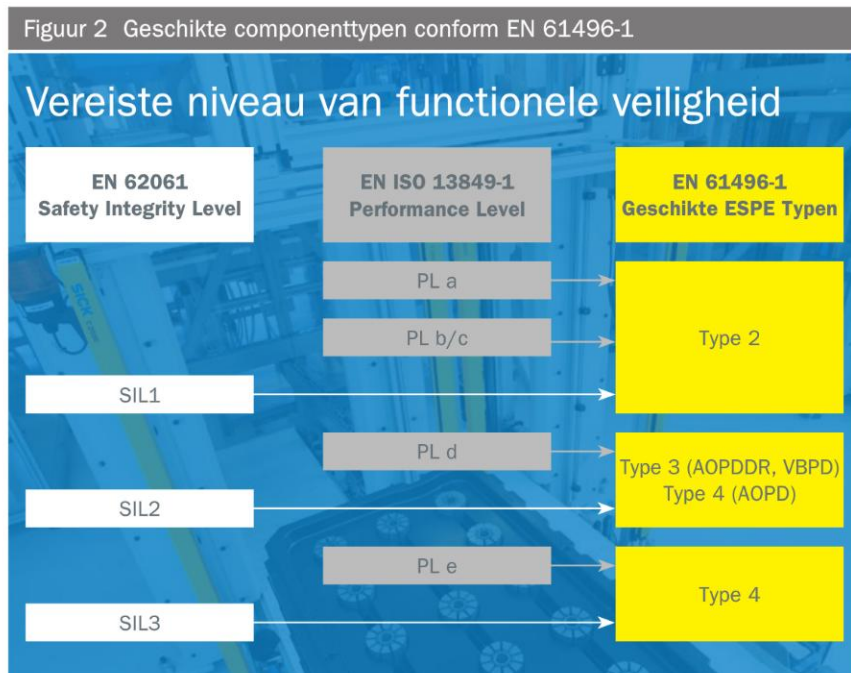 Figuur 2 Geschikte componenttypen conform EN 61496-1
Vereiste niveau van functionele veiligheid
EN 62061
Safety Integrity Level
EN ISO 13849-1
Performance Level
EN 61496-1
Geschikte ESPE Typen
PL a
PL b/c
Type 2
SIL1
PL d
Type 3 (AOPDDR, VBPD)
Type 4 (AOPD)
SIL2
PL e
Type 4
SIL3
SICK